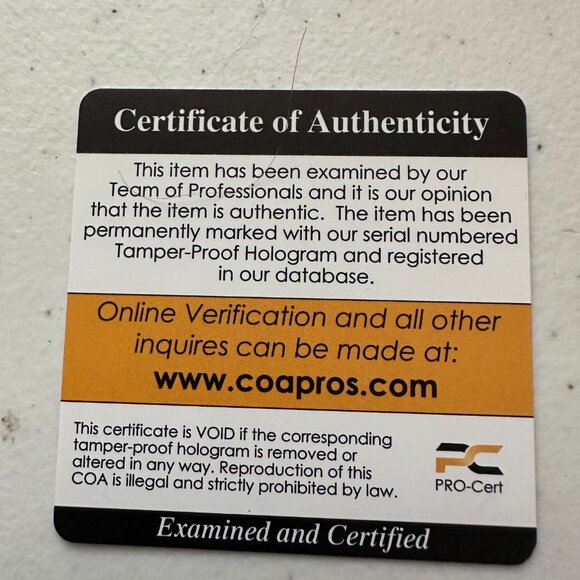 Certificate of Authenticity
This item has been examined by our
Team of Professionals and it is our opinion
that the item is authentic. The item has been
permanently marked with our serial numbered
Tamper-Proof Hologram and registered
in our database.
Online Verification and all other
inquires can be made at:
www.coapros.com
This certificate is VOID if the corresponding
tamper-proof hologram is removed or
altered in any way. Reproduction of this
COA is illegal and strictly prohibited by law.
PC
PRO-Cert
Examined and Certified